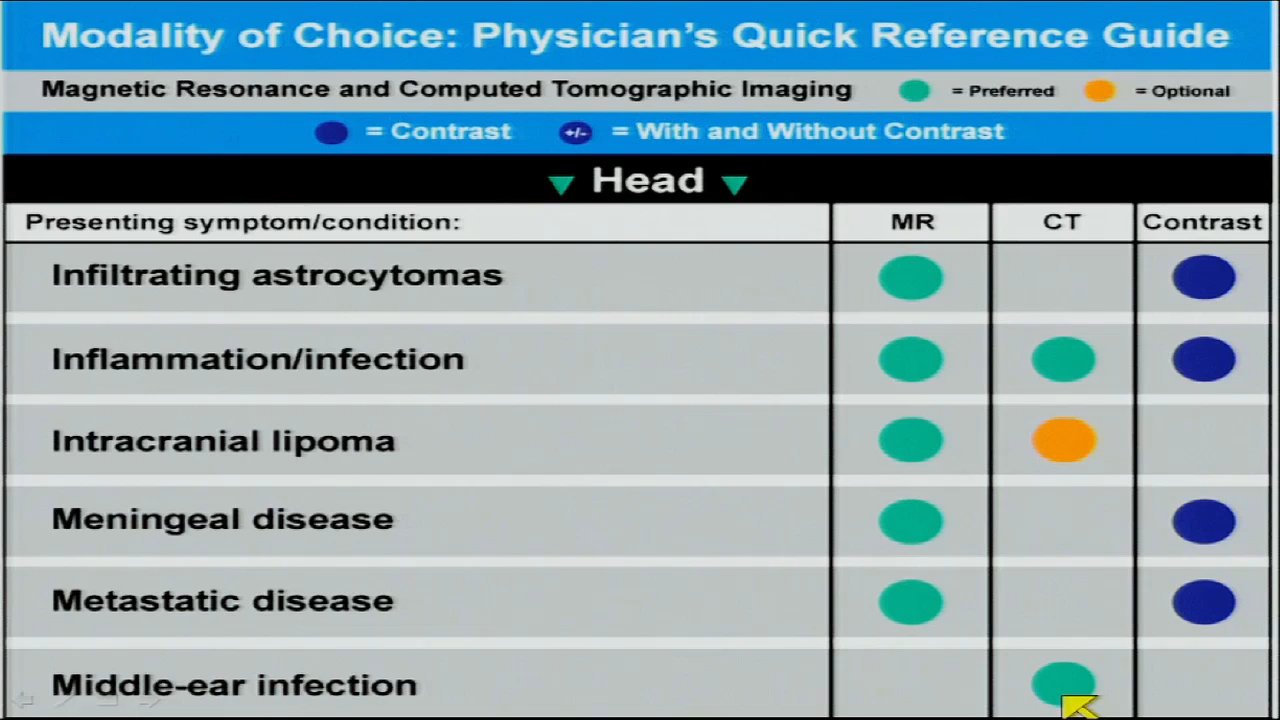 Modality of Choice: Physician's Quick Reference Guide
Magnetic Resonance and Computed Tomographic Imaging = Preferred = Optional
= Contrast +/- = With and Without Contrast
Head
Presenting symptom/condition: MR CT Contrast
Infiltrating astrocytomas
Inflammation/infection
Intracranial lipoma
Meningeal disease
Metastatic disease
Middle-ear infection